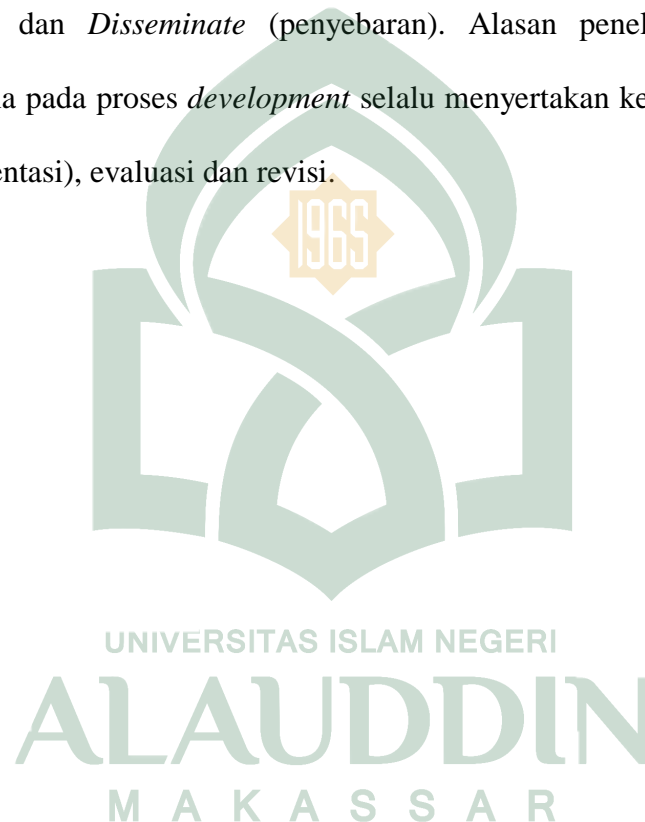 dan Disseminate (penyebaran). Alasan penel
a pada proses development selalu menyertakan ke
entasi), evaluasi dan revisi.
1965
UNIVERSITAS ISLAM NEGERI
ALAUDDIN
MAKASSAR